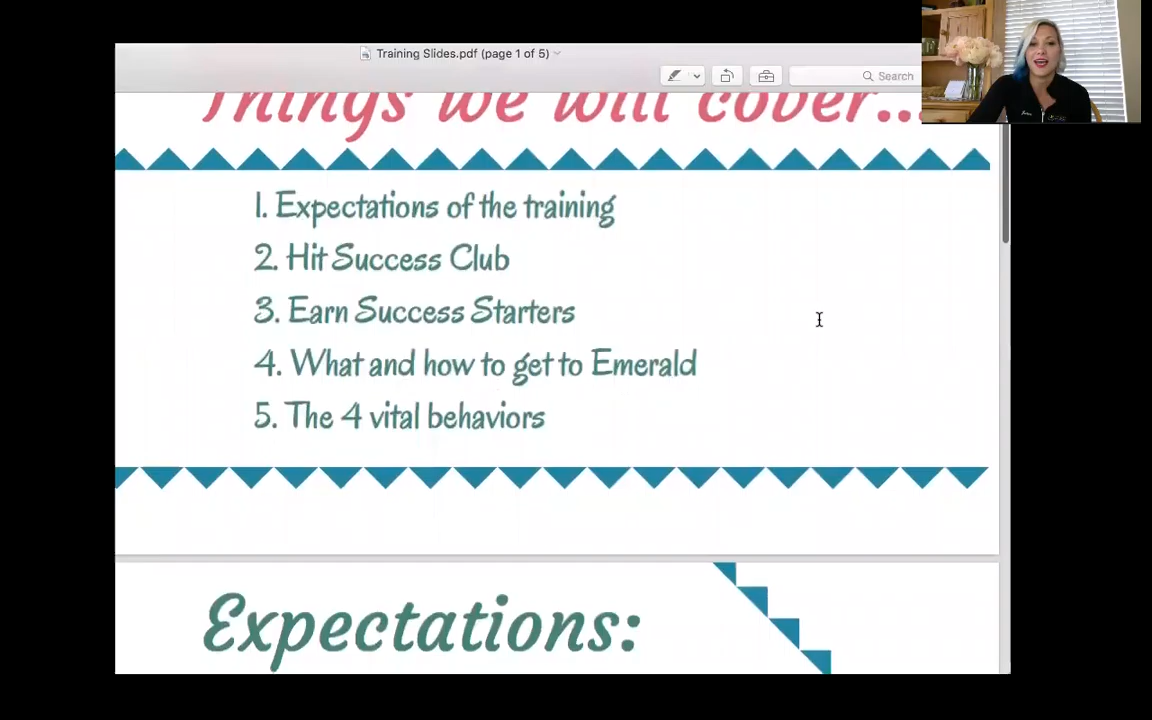 Training Slides.pdf (page 1 of 5)
Search
Things we will cover...
1. Expectations of the training
2. Hit Success Club
3. Earn Success Starters
4. What and how to get to Emerald
5. The 4 vital behaviors
Expectations: